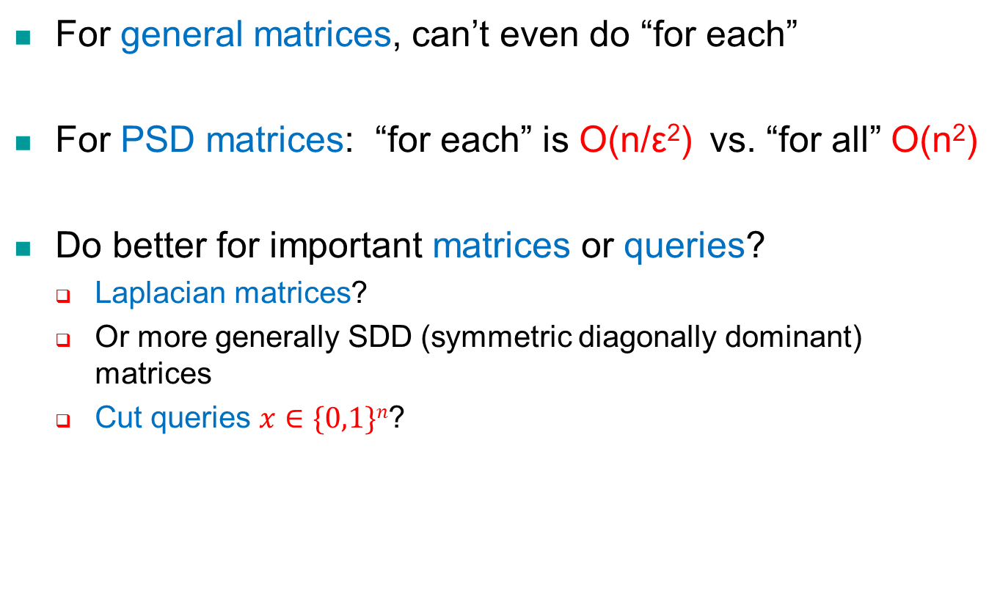 For general matrices, can’t even do “for each”
For PSD matrices: “for each” is O(n/ε²) vs. “for all” O(n²)
Do better for important matrices or queries?
Laplacian matrices?
Or more generally SDD (symmetric diagonally dominant)
matrices
Cut queries 𝑥 ∈ {0,1}ⁿ?